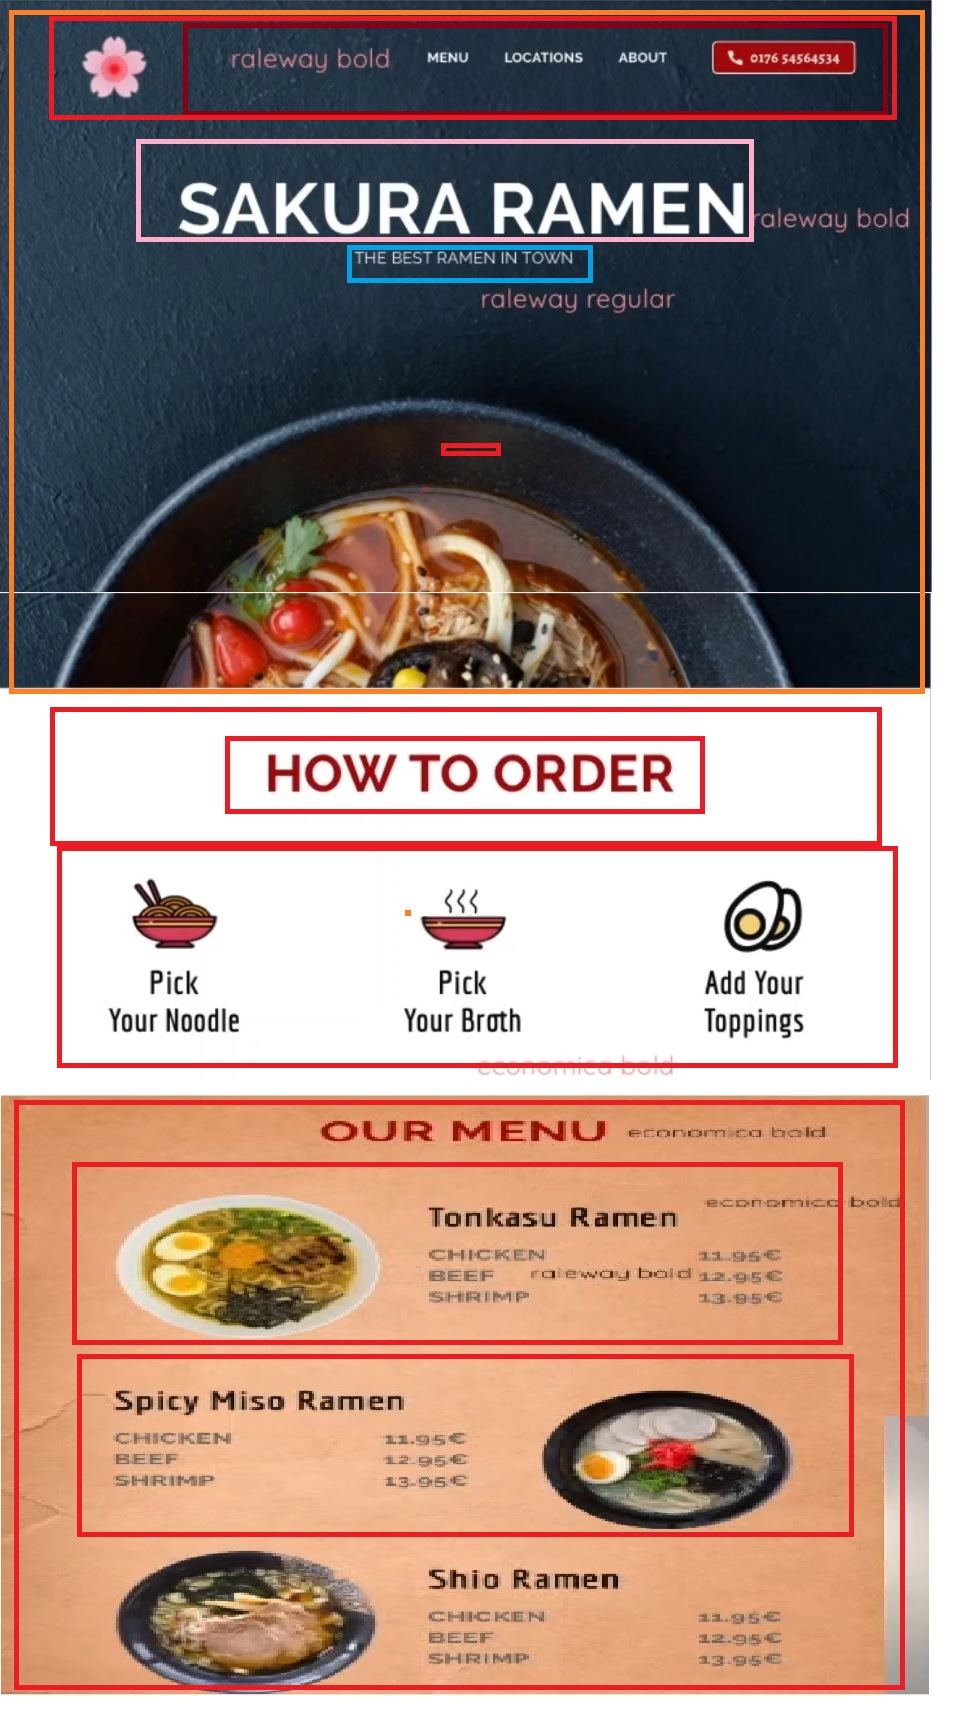 raleway bold MENU LOCATIONS ABOUT 0176 54564534
SAKURA RAMEN
raleway bold
THE BEST RAMEN IN TOWN
raleway regular
HOW TO ORDER
Pick
Your Noodle
Pick
Your Broth
Add Your
Toppings
economica bold
OUR MENU economica bold
economica bold
Tonkasu Ramen
CHICKEN 11.95€
BEEF raleway bold 12.95€
SHRIMP 13.95€
Spicy Miso Ramen
CHICKEN 11.95€
BEEF 12.95€
SHRIMP 13.95€
Shio Ramen
CHICKEN 11.95€
BEEF 12.95€
SHRIMP 13.95€